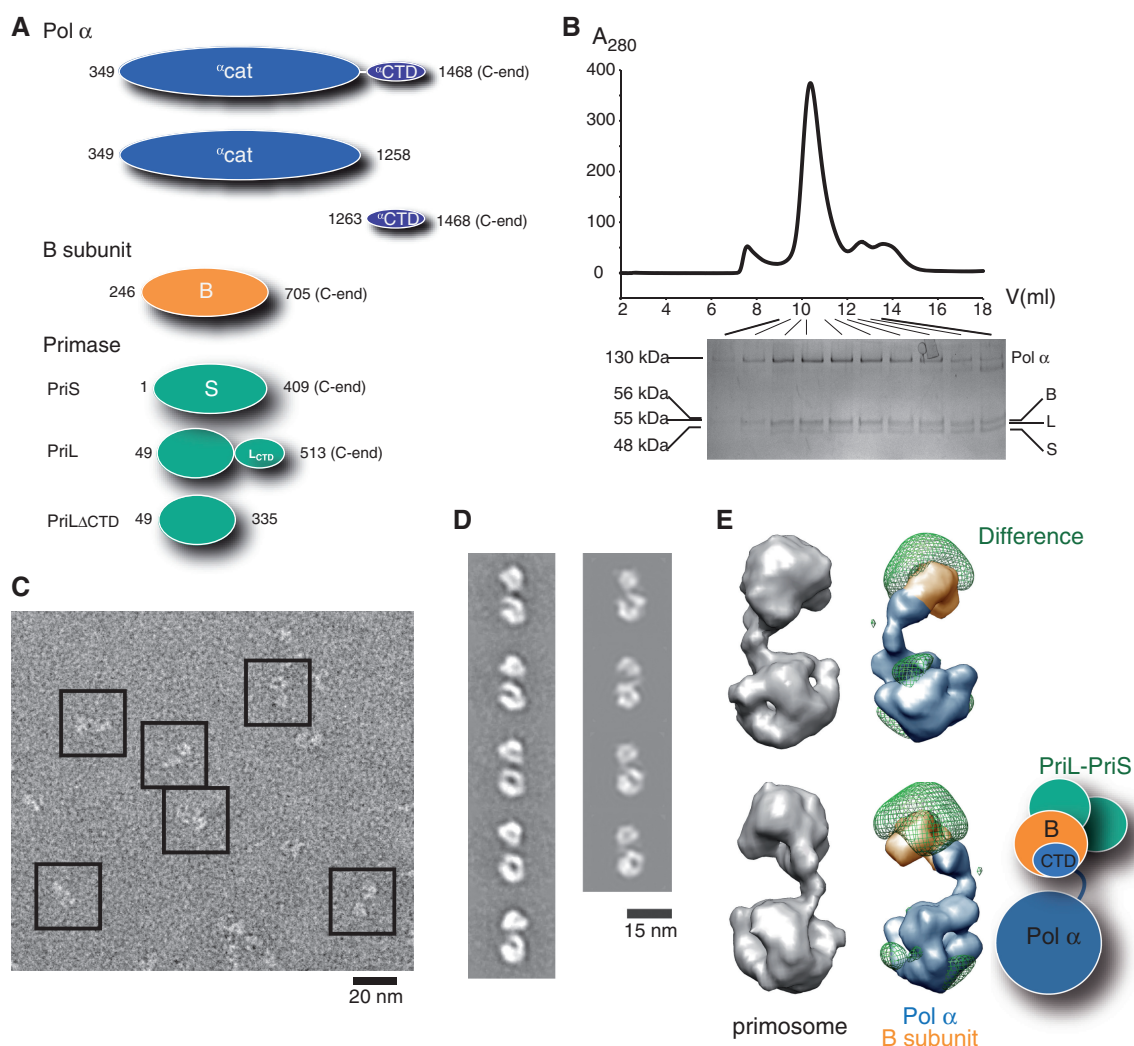 A
Pol α
349
αcat
αCTD
1468 (C-end)
349
αcat
1258
1263
αCTD
1468 (C-end)
B subunit
246
B
705 (C-end)
Primase
PriS
1
S
409 (C-end)
PriL
49
LCTD
513 (C-end)
PriL∆CTD
49
335
B
A280
400
300
200
100
0
2
4
6
8
10
12
14
16
18
V(ml)
130 kDa
Pol α
56 kDa
55 kDa
48 kDa
B
L
S
C
20 nm
D
15 nm
E
Difference
PriL-PriS
B
CTD
Pol α
primosome
Pol α
B subunit